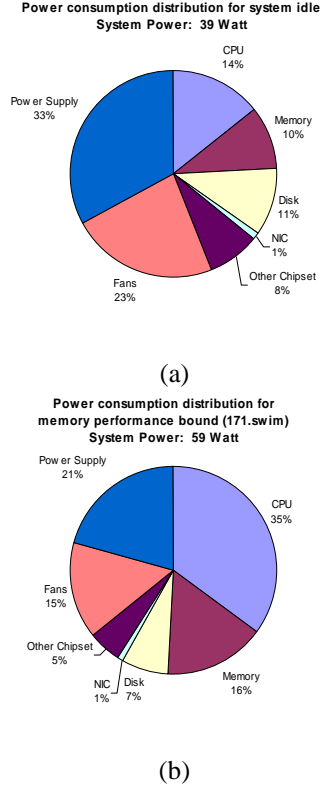 Power consumption distribution for system idle
System Power: 39 Watt
CPU
14%
Memory
10%
Disk
11%
NIC
1%
Other Chipset
8%
Fans
23%
Power Supply
33%
(a)
Power consumption distribution for
memory performance bound (171.swim)
System Power: 59 Watt
CPU
35%
Memory
16%
Disk
7%
NIC
1%
Other Chipset
5%
Fans
15%
Power Supply
21%
(b)